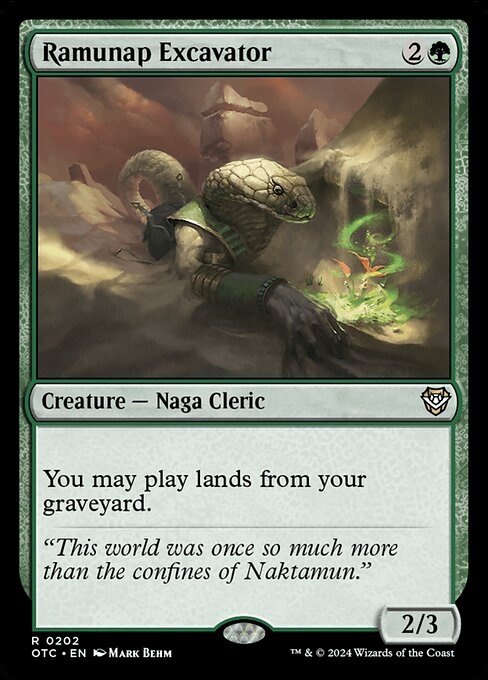 Ramunap Excavator 2
Creature — Naga Cleric
You may play lands from your
graveyard.
“This world was once so much more
than the confines of Naktamun.”
2/3
R 0202
OTC • EN Mark Behm
™ & © 2024 Wizards of the Coast